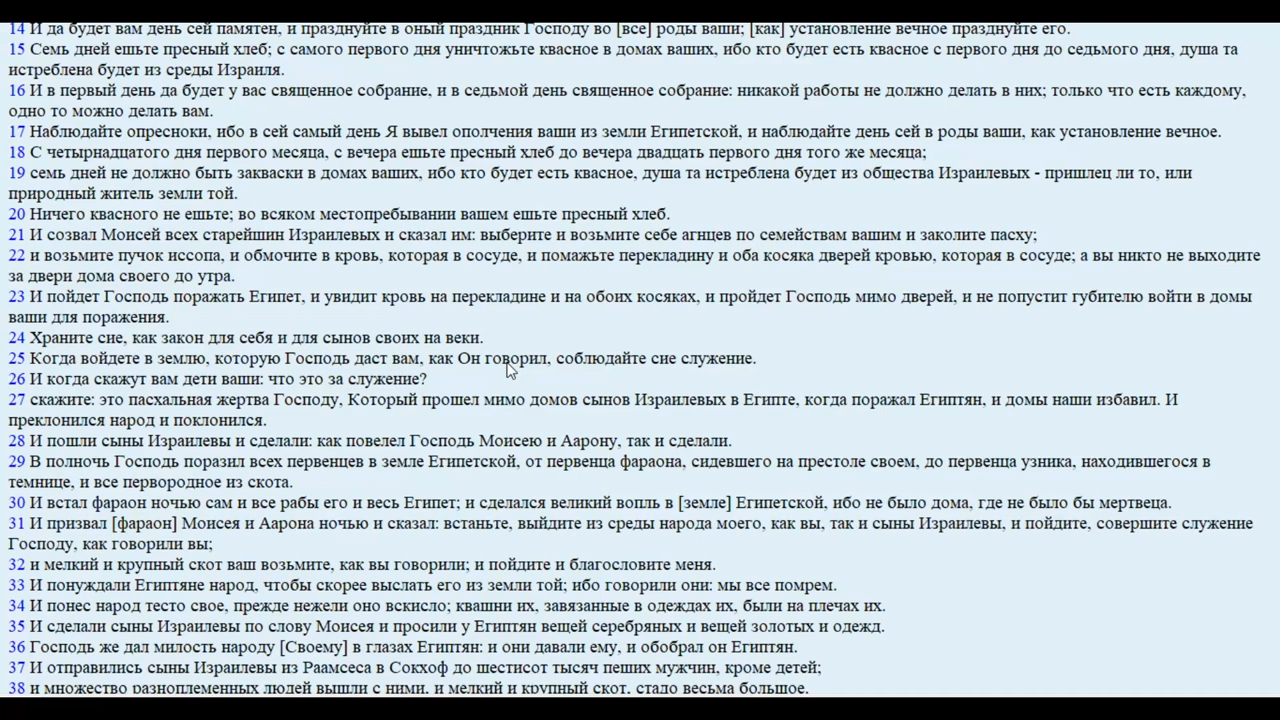 14 И да будет вам день сей памятен, и празднуйте в оный праздник Господу во [все] роды ваши; [как] установление вечное празднуйте его.
15 Семь дней ешьте пресный хлеб; с самого первого дня уничтожьте квасное в домах ваших, ибо кто будет есть квасное с первого дня до седьмого дня, душа та
истреблена будет из среды Израиля.
16 И в первый день да будет у вас священное собрание, и в седьмой день священное собрание: никакой работы не должно делать в них; только что есть каждому,
одно то можно делать вам.
17 Наблюдайте опресноки, ибо в сей самый день Я вывел ополчения ваши из земли Египетской, и наблюдайте день сей в роды ваши, как установление вечное.
18 С четырнадцатого дня первого месяца, с вечера ешьте пресный хлеб до вечера двадцать первого дня того же месяца;
19 семь дней не должно быть закваски в домах ваших, ибо кто будет есть квасное, душа та истреблена будет из общества Израилевых - пришлец ли то, или
природный житель земли той.
20 Ничего квасного не ешьте; во всяком местопребывании вашем ешьте пресный хлеб.
21 И созвал Моисей всех старейшин Израилевых и сказал им: выберите и возьмите себе агнцев по семействам вашим и заколите пасху;
22 и возьмите пучок иссопа, и обмочите в кровь, которая в сосуде, и помажьте перекладину и оба косяка дверей кровью, которая в сосуде; а вы никто не выходите
за двери дома своего до утра.
23 И пойдет Господь поражать Египет, и увидит кровь на перекладине и на обоих косяках, и пройдет Господь мимо дверей, и не попустит губителю войти в домы
ваши для поражения.
24 Храните сие, как закон для себя и для сынов своих на веки.
25 Когда войдете в землю, которую Господь даст вам, как Он говорил, соблюдайте сие служение.
26 И когда скажут вам дети ваши: что это за служение?
27 скажите: это пасхальная жертва Господу, Который прошел мимо домов сынов Израилевых в Египте, когда поражал Египтян, и домы наши избавил. И
преклонился народ и поклонился.
28 И пошли сыны Израилевы и сделали: как повелел Господь Моисею и Аарону, так и сделали.
29 В полночь Господь поразил всех первенцев в земле Египетской, от первенца фараона, сидевшего на престоле своем, до первенца узника, находившегося в
темнице, и все первородное из скота.
30 И встал фараон ночью сам и все рабы его и весь Египет; и сделался великий вопль в [земле] Египетской, ибо не было дома, где не было бы мертвеца.
31 И призвал [фараон] Моисея и Аарона ночью и сказал: встаньте, выйдите из среды народа моего, как вы, так и сыны Израилевы, и пойдите, совершите служение
Господу, как говорили вы;
32 и мелкий и крупный скот ваш возьмите, как вы говорили; и пойдите и благословите меня.
33 И понуждали Египтяне народ, чтобы скорее выслать его из земли той; ибо говорили они: мы все помрем.
34 И понес народ тесто свое, прежде нежели оно вскисло; квашни их, завязанные в одеждах их, были на плечах их.
35 И сделали сыны Израилевы по слову Моисея и просили у Египтян вещей серебряных и вещей золотых и одежд.
36 Господь же дал милость народу [Своему] в глазах Египтян: и они давали ему, и обобрал он Египтян.
37 И отправились сыны Израилевы из Раамсеса в Сокхоф до шестисот тысяч пеших мужчин, кроме детей;
38 и множество разноплеменных людей вышли с ними, и мелкий и крупный скот, стадо весьма большое.